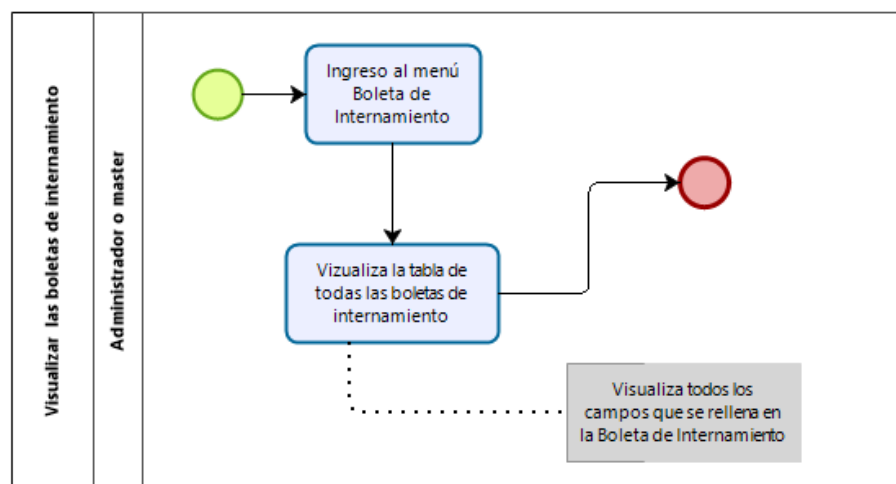 Visualizar las boletas de internamiento
Administrador o master
Ingreso al menú
Boleta de
Internamiento
Vizualiza la tabla de
todas las boletas de
internamiento
Visualiza todos los
campos que se rellena en
la Boleta de Internamiento